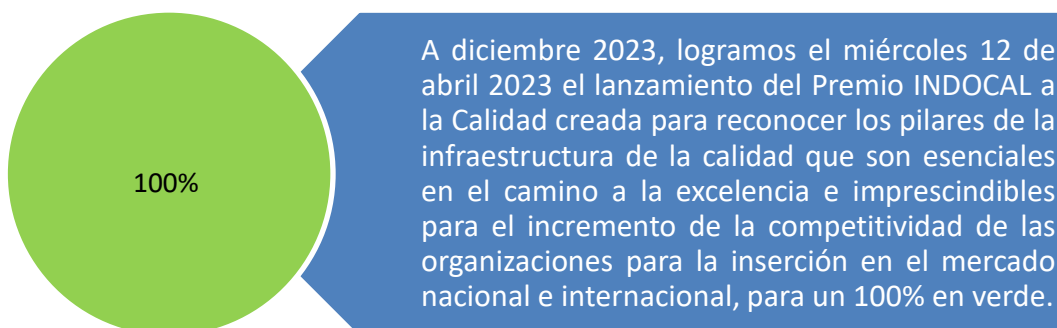 100%
A diciembre 2023, logramos el miércoles 12 de
abril 2023 el lanzamiento del Premio INDOCAL a
la Calidad creada para reconocer los pilares de la
infraestructura de la calidad que son esenciales
en el camino a la excelencia e imprescindibles
para el incremento de la competitividad de las
organizaciones para la inserción en el mercado
nacional e internacional, para un 100% en verde.